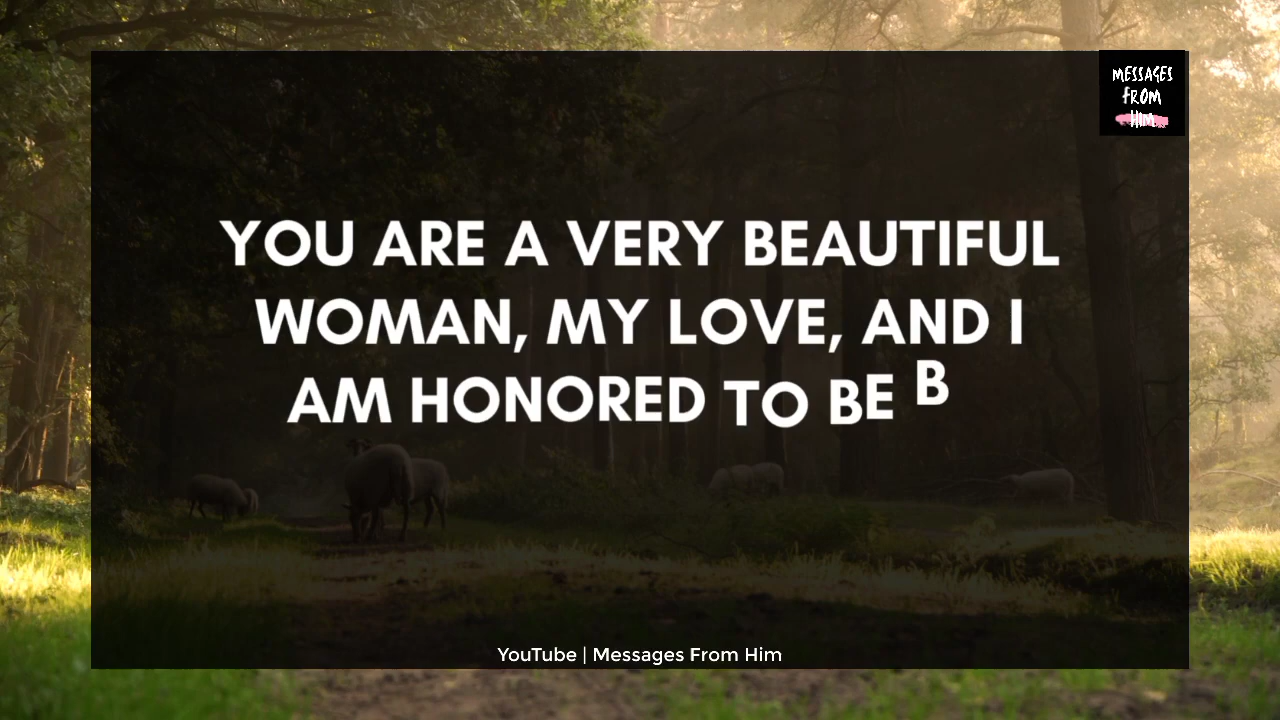 MESSAGES
FROM
HIM
YOU ARE A VERY BEAUTIFUL
WOMAN, MY LOVE, AND I
AM HONORED TO BE B
YouTube | Messages From Him